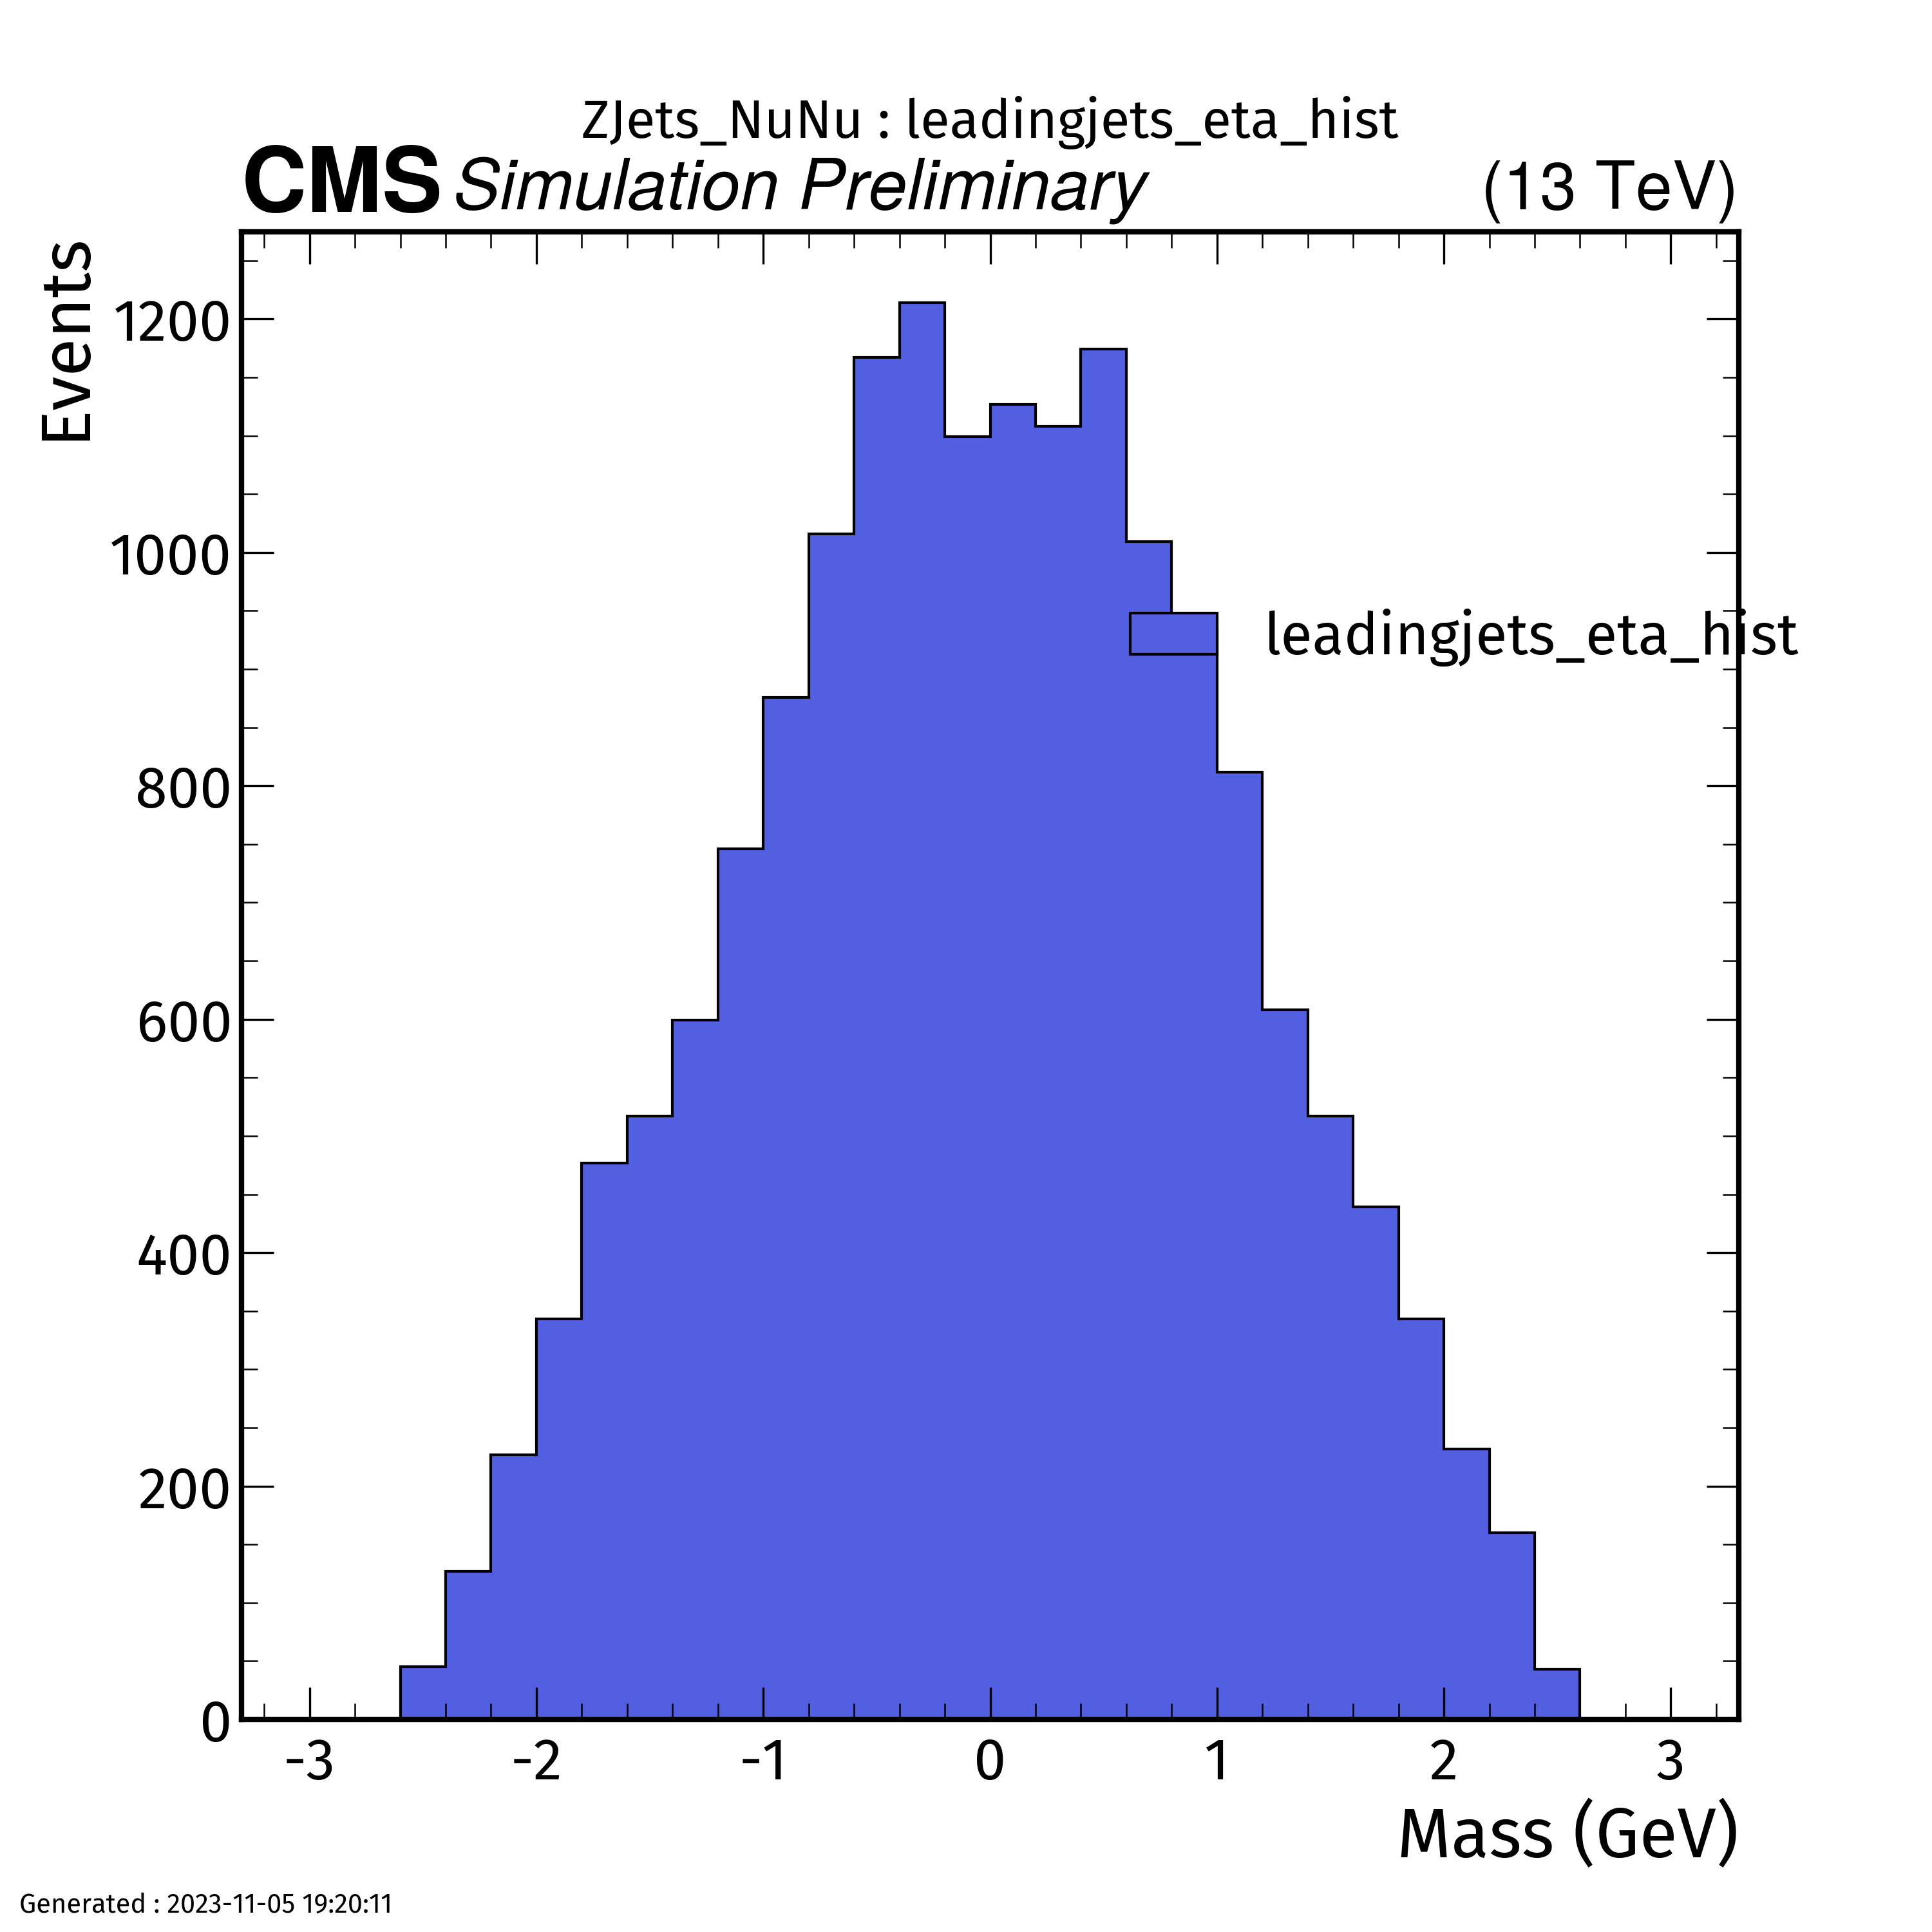 ZJets_NuNu : leadingjets_eta_hist
CMS Simulation Preliminary (13 TeV)
Events
1200
1000
800
600
400
200
0
leadingjets_eta_hist
-3 -2 -1 0 1 2 3
Mass (GeV)
Generated : 2023-11-05 19:20:11